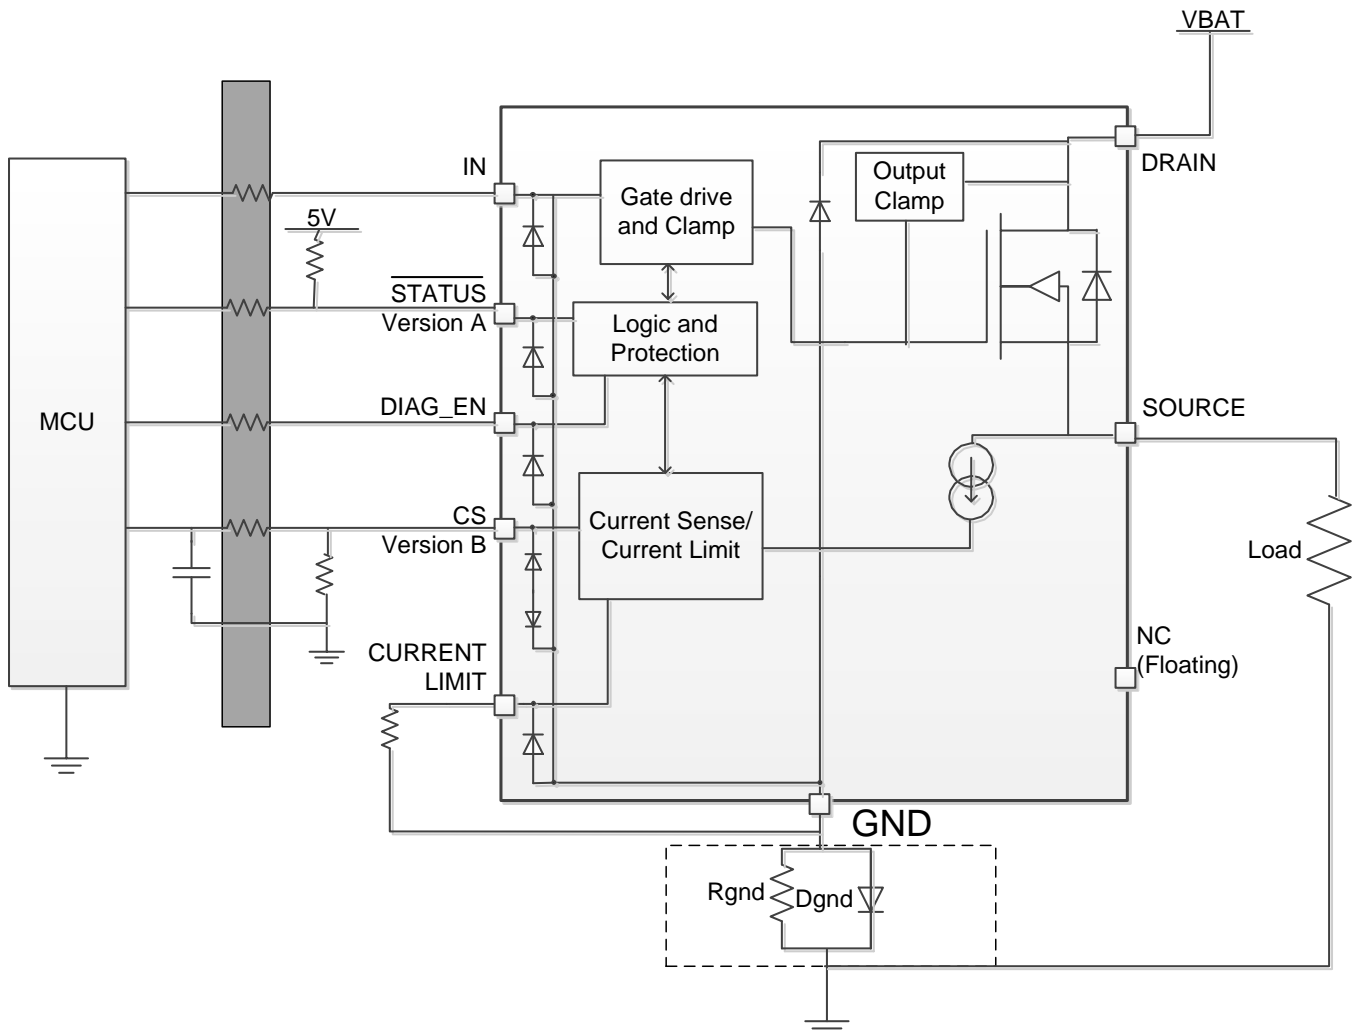 VBAT
IN
DRAIN
Gate drive
and Clamp
Output
Clamp
5V
STATUS
Version A
Logic and
Protection
DIAG_EN
MCU
SOURCE
CS
Version B
Current Sense/
Current Limit
Load
NC
(Floating)
CURRENT
LIMIT
GND
Rgnd
Dgnd